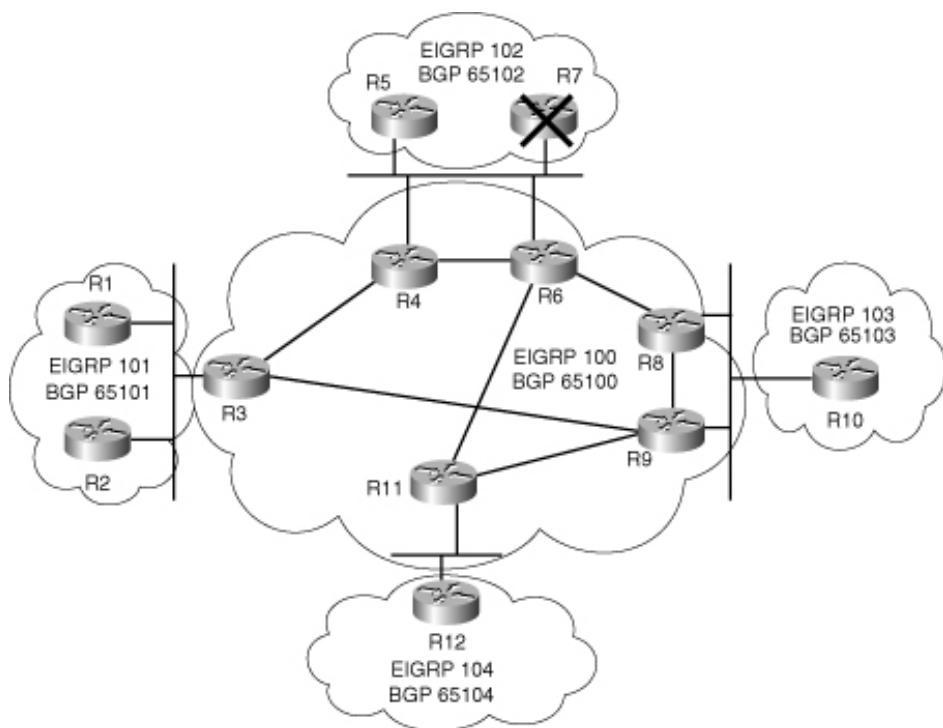 EIGRP 102
BGP 65102
R5
R7
R4
R6
R1
EIGRP 101
BGP 65101
R2
R3
EIGRP 100
BGP 65100
R8
R9
EIGRP 103
BGP 65103
R10
R11
R12
EIGRP 104
BGP 65104